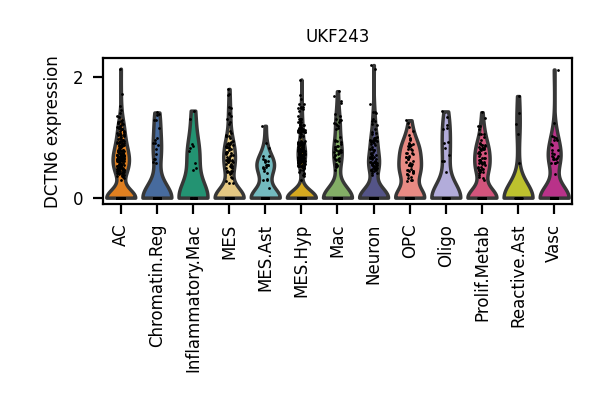 UKF243
DCTN6 expression
2
0
AC
Chromatin.Reg
Inflammatory.Mac
MES
MES.Ast
MES.Hyp
Mac
Neuron
OPC
Oligo
Prolif.Metab
Reactive.Ast
Vasc